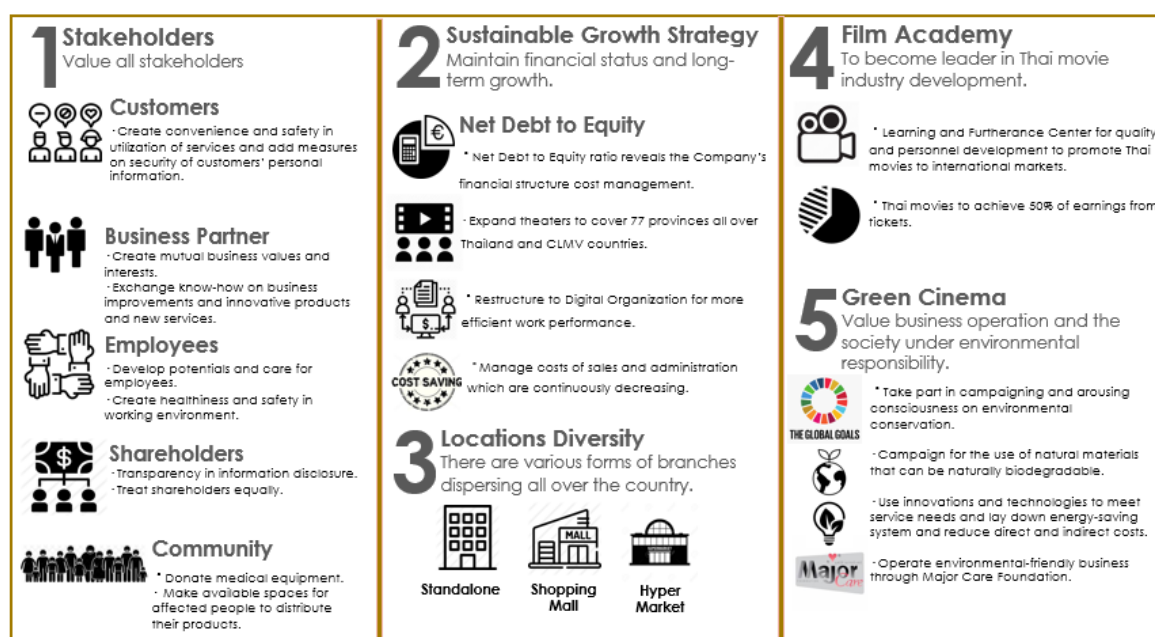 1 Stakeholders
Value all stakeholders
Customers
· Create convenience and safety in
utilization of services and add measures
on security of customers' personal
information.
Business Partner
· Create mutual business values and
interests.
· Exchange know-how on business
improvements and innovative products
and new services.
Employees
· Develop potentials and care for
employees.
· Create healthiness and safety in
working environment.
Shareholders
· Transparency in information disclosure.
· Treat shareholders equally.
Community
· Donate medical equipment.
· Make available spaces for
affected people to distribute
their products.
2 Sustainable Growth Strategy
Maintain financial status and long-
term growth.
Net Debt to Equity
· Net Debt to Equity ratio reveals the Company's
financial structure cost management.
· Expand theaters to cover 77 provinces all over
Thailand and CLMV countries.
· Restructure to Digital Organization for more
efficient work performance.
COST SAVING
· Manage costs of sales and administration
which are continuously decreasing.
3 Locations Diversity
There are various forms of branches
dispersing all over the country.
MALL
Standalone
Shopping
Mall
Hyper
Market
4 Film Academy
To become leader in Thai movie
industry development.
· Learning and Furtherance Center for quality
and personnel development to promote Thai
movies to international markets.
· Thai movies to achieve 50% of earnings from
tickets.
5 Green Cinema
Value business operation and the
society under environmental
responsibility.
THE GLOBAL GOALS
· Take part in campaigning and arousing
consciousness on environmental
conservation.
· Campaign for the use of natural materials
that can be naturally biodegradable.
· Use innovations and technologies to meet
service needs and lay down energy-saving
system and reduce direct and indirect costs.
Major Care
· Operate environmental-friendly business
through Major Care Foundation.